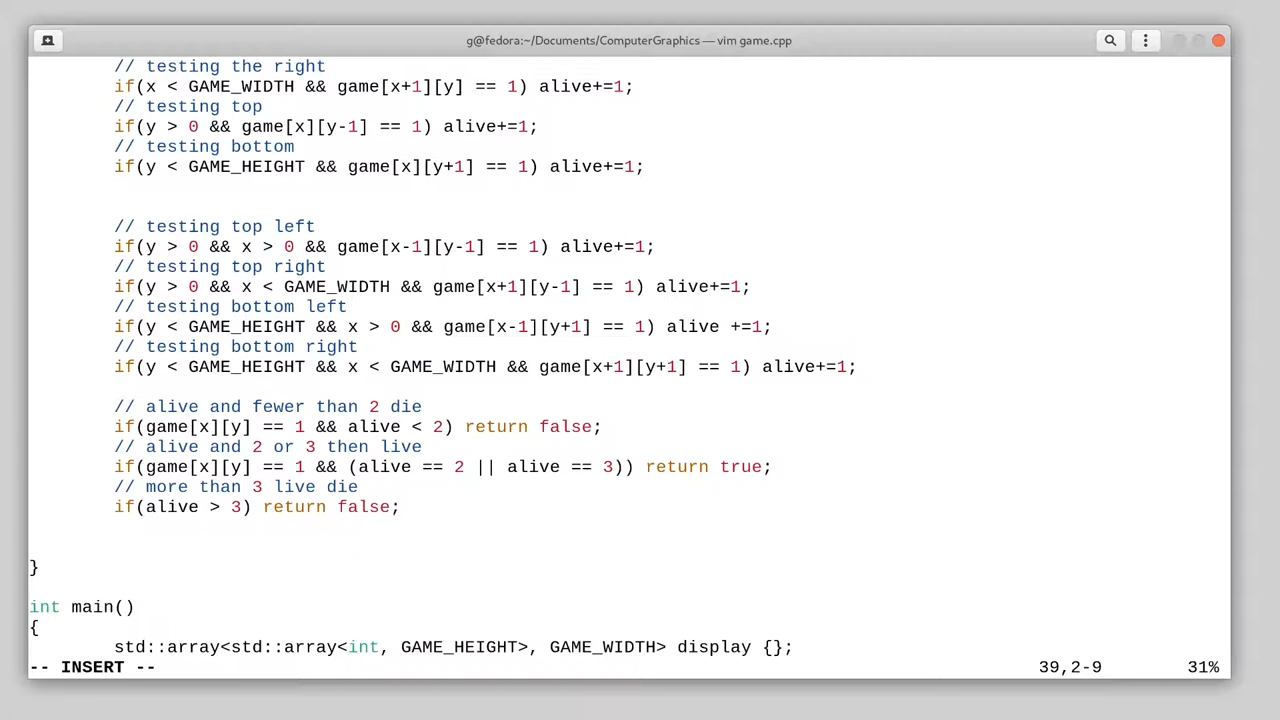 g@fedora:~/Documents/ComputerGraphics — vim game.cpp
// testing the right
if(x < GAME_WIDTH && game[x+1][y] == 1) alive+=1;
// testing top
if(y > 0 && game[x][y-1] == 1) alive+=1;
// testing bottom
if(y < GAME_HEIGHT && game[x][y+1] == 1) alive+=1;
// testing top left
if(y > 0 && x > 0 && game[x-1][y-1] == 1) alive+=1;
// testing top right
if(y > 0 && x < GAME_WIDTH && game[x+1][y-1] == 1) alive+=1;
// testing bottom left
if(y < GAME_HEIGHT && x > 0 && game[x-1][y+1] == 1) alive +=1;
// testing bottom right
if(y < GAME_HEIGHT && x < GAME_WIDTH && game[x+1][y+1] == 1) alive+=1;
// alive and fewer than 2 die
if(game[x][y] == 1 && alive < 2) return false;
// alive and 2 or 3 then live
if(game[x][y] == 1 && (alive == 2 || alive == 3)) return true;
// more than 3 live die
if(alive > 3) return false;
}
int main()
{
std::array<std::array<int, GAME_HEIGHT>, GAME_WIDTH> display {};
-- INSERT -- 39,2-9 31%